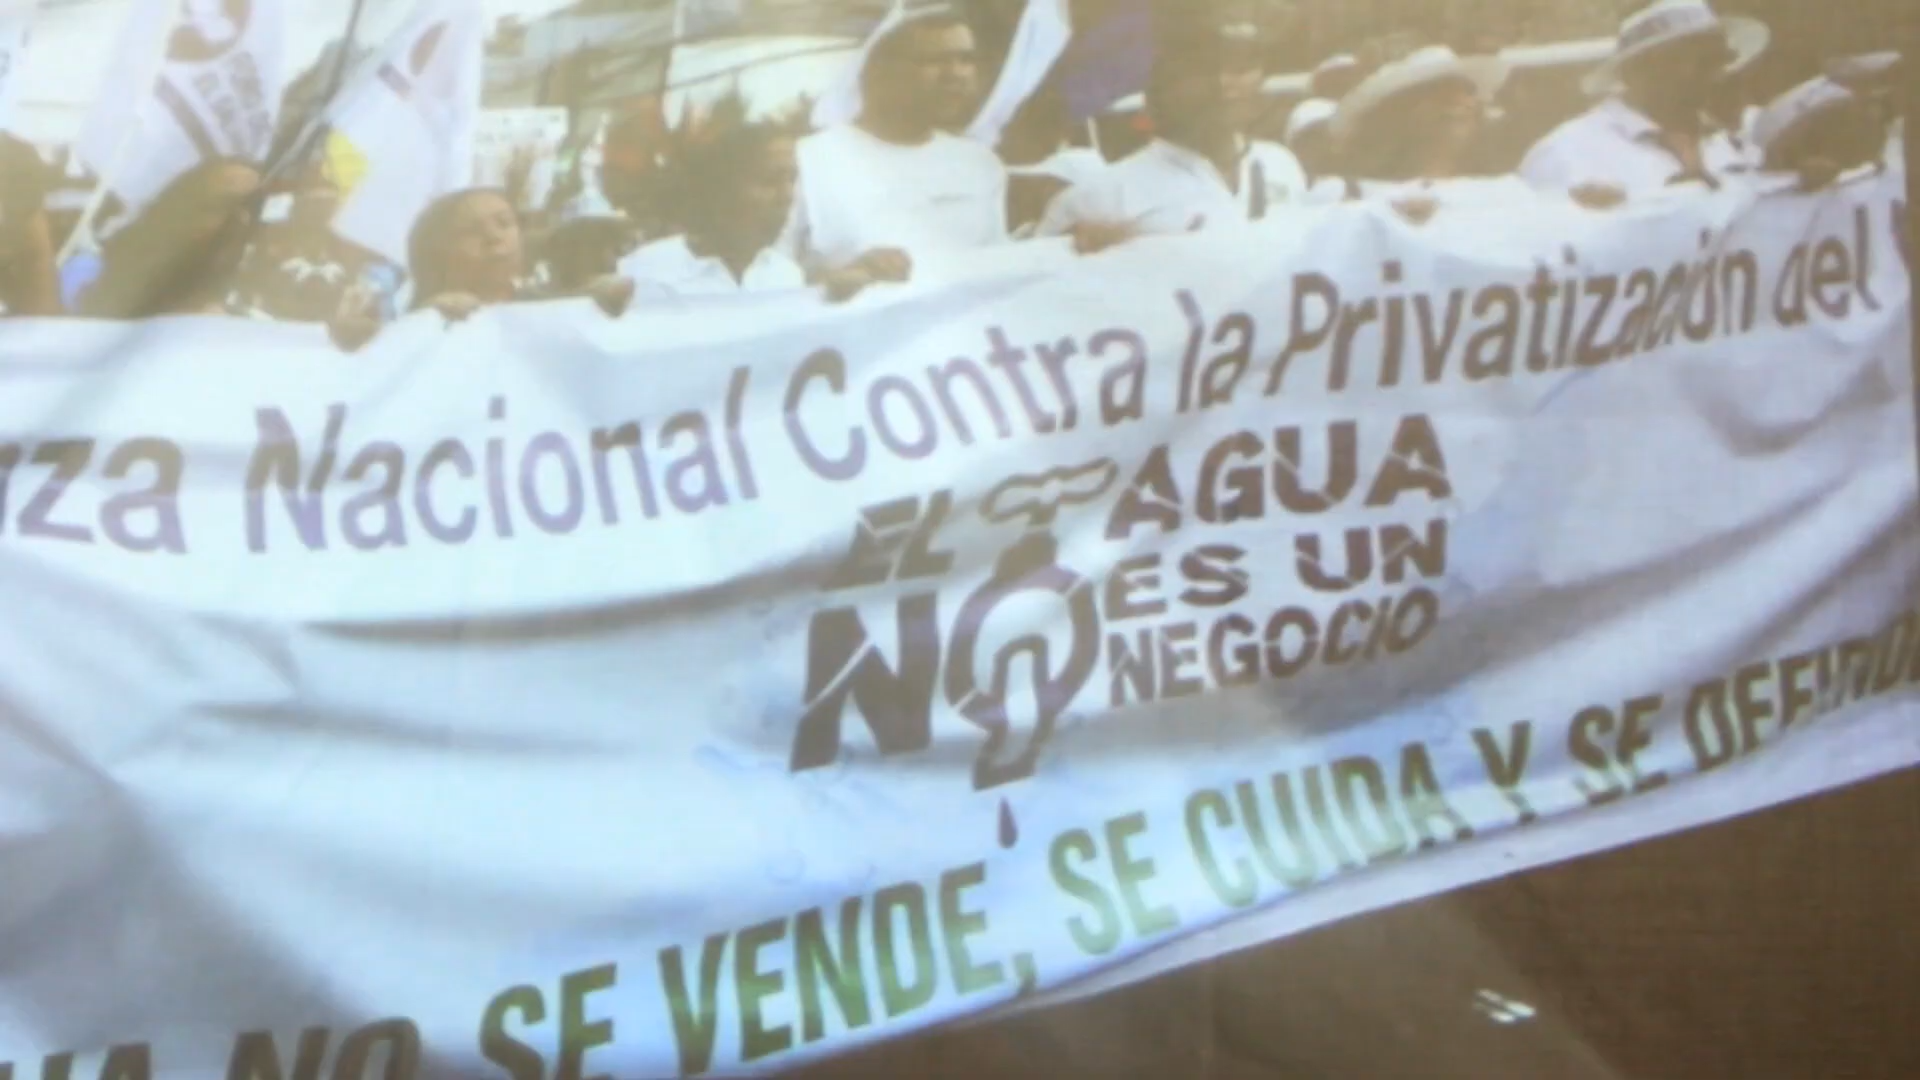 Nacional Contra la Privatización del
EL AGUA
NO ES UN
NEGOCIO
NO SE VENDE, SE CUIDA Y SE